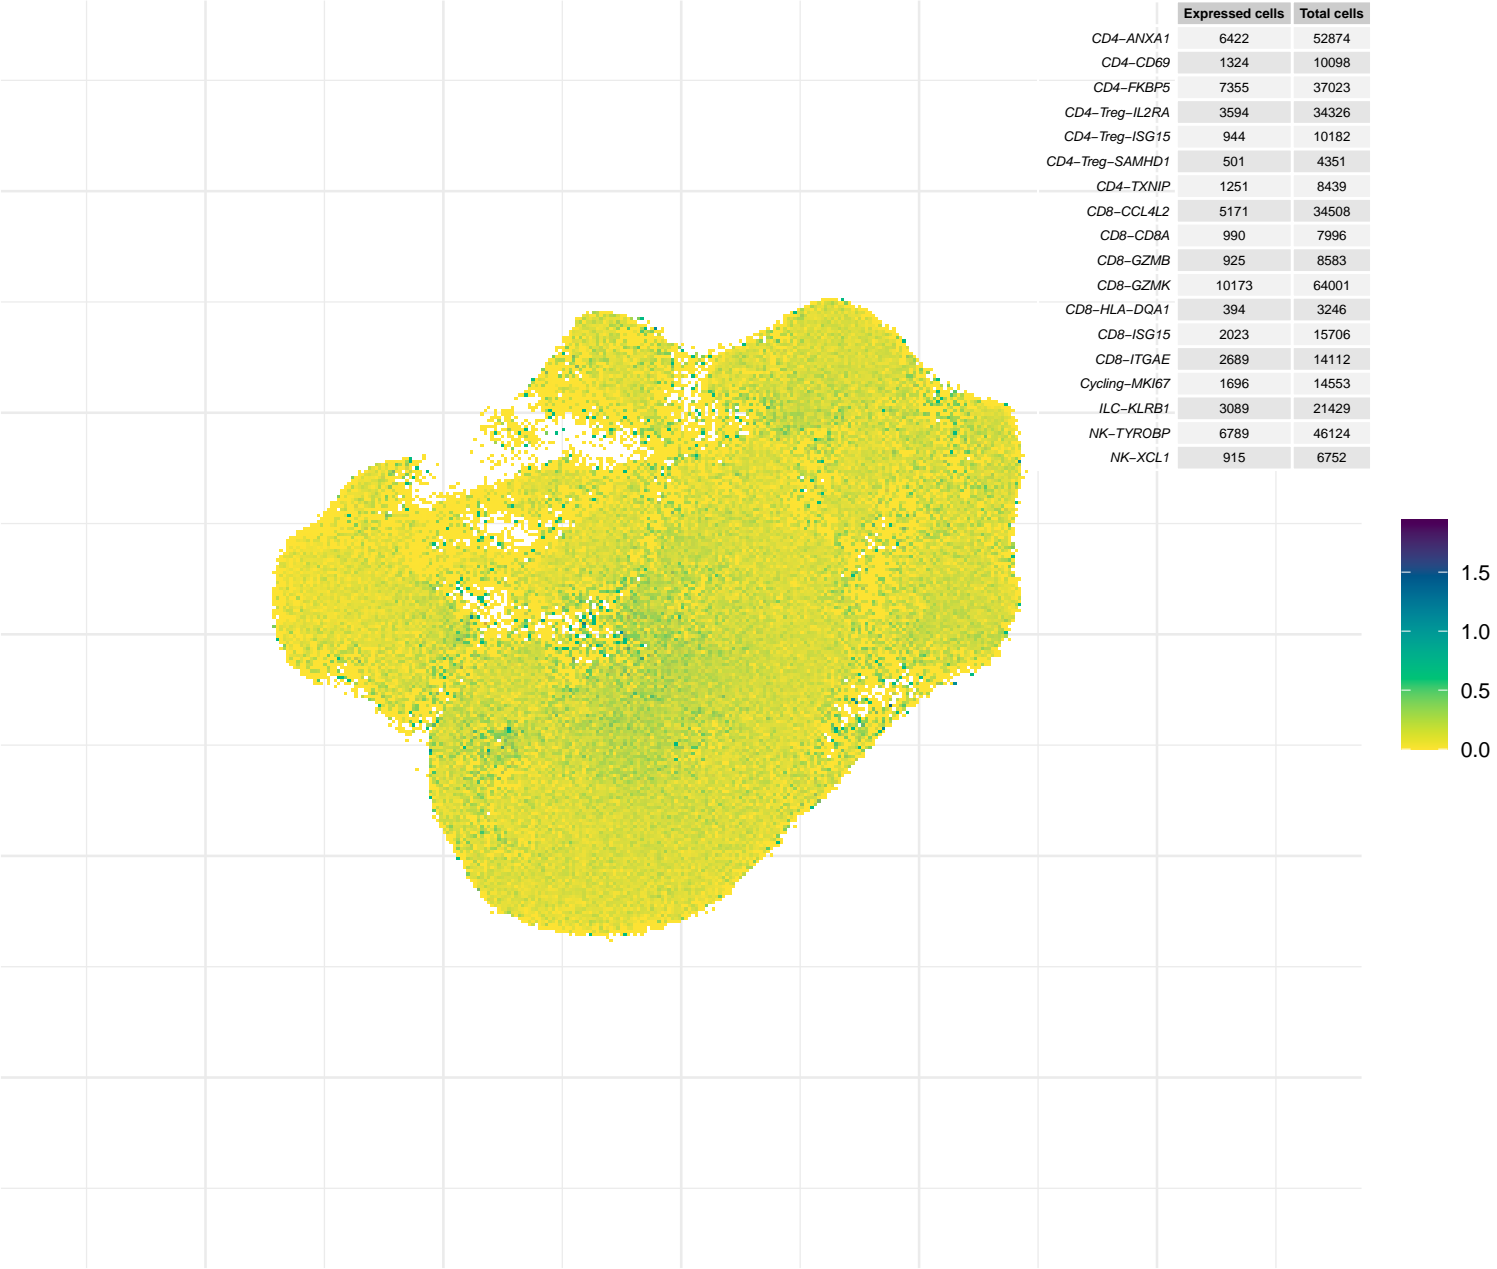 Expressed cells Total cells
CD4−ANXA1 6422 52874
CD4−CD69 1324 10098
CD4−FKBP5 7355 37023
CD4−Treg−IL2RA 3594 34326
CD4−Treg−ISG15 944 10182
CD4−Treg−SAMHD1 501 4351
CD4−TXNIP 1251 8439
CD8−CCL4L2 5171 34508
CD8−CD8A 990 7996
CD8−GZMB 925 8583
CD8−GZMK 10173 64001
CD8−HLA−DQA1 394 3246
CD8−ISG15 2023 15706
CD8−ITGAE 2689 14112
Cycling−MKI67 1696 14553
ILC−KLRB1 3089 21429
NK−TYROBP 6789 46124
NK−XCL1 915 6752
1.5
1.0
0.5
0.0